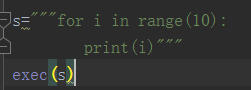 s="""for i in range(10):
        print(i)"""
exec(s)